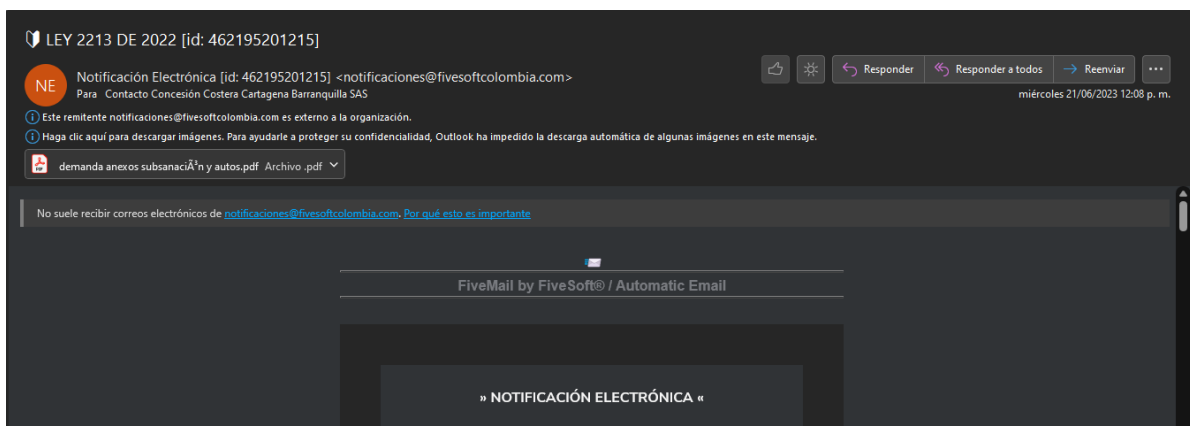 LEY 2213 DE 2022 [id: 462195201215]
NE
Notificación Electrónica [id: 462195201215] <notificaciones@fivesoftcolombia.com>
Para Contacto Concesión Costera Cartagena Barranquilla SAS
Responder
Responder a todos
Reenviar
miércoles 21/06/2023 12:08 p. m.
Este remitente notificaciones@fivesoftcolombia.com es externo a la organización.
Haga clic aquí para descargar imágenes. Para ayudarle a proteger su confidencialidad, Outlook ha impedido la descarga automática de algunas imágenes en este mensaje.
demanda anexos subsanaciÃ³n y autos.pdf Archivo .pdf
No suele recibir correos electrónicos de notificaciones@fivesoftcolombia.com. Por qué esto es importante
FiveMail by FiveSoft® / Automatic Email
» NOTIFICACIÓN ELECTRÓNICA «